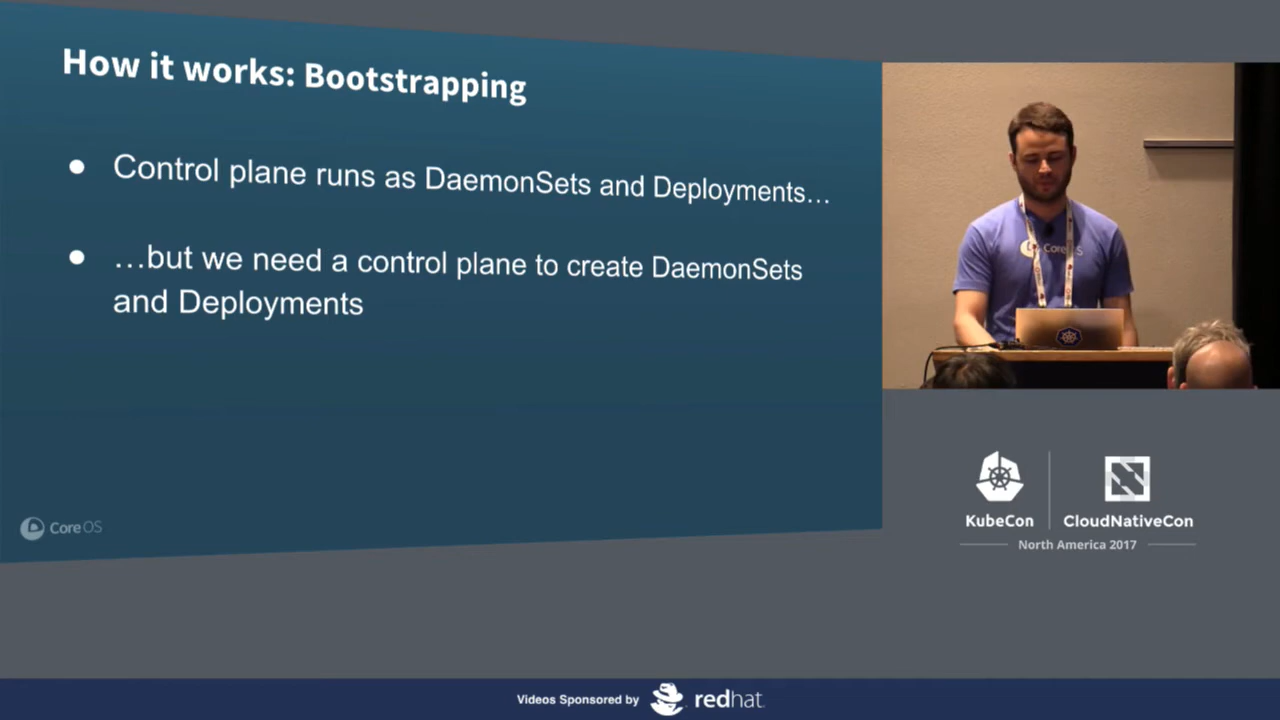 How it works: Bootstrapping
● Control plane runs as DaemonSets and Deployments…
● …but we need a control plane to create DaemonSets
and Deployments
CoreOS
CoreOS
KubeCon
CloudNativeCon
North America 2017
Videos Sponsored by redhat.